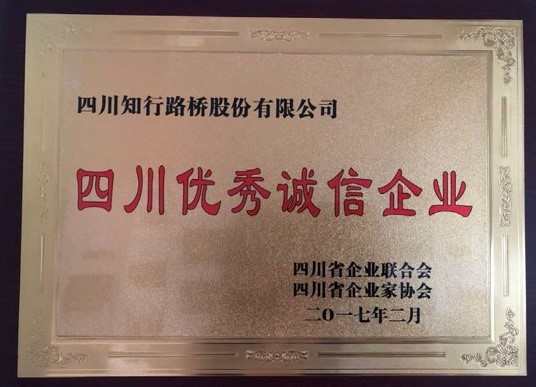 四川知行路桥股份有限公司
四川优秀诚信企业
四川省企业联合会
四川省企业家协会
二O一七年二月